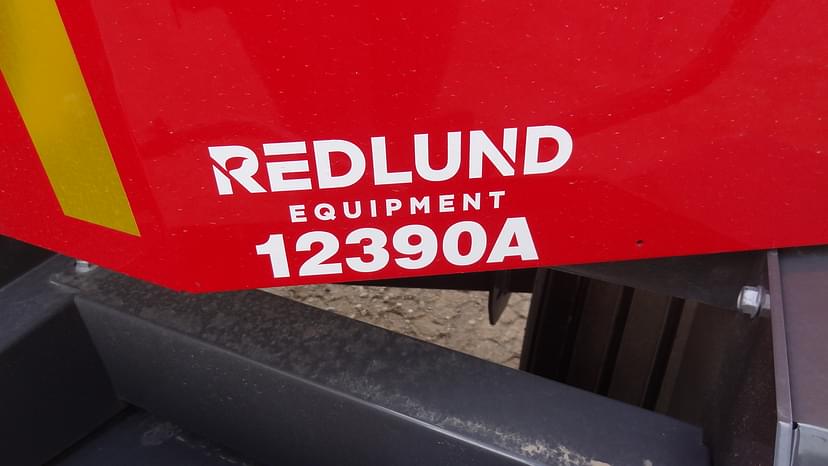 REDLUND
EQUIPMENT
12390A